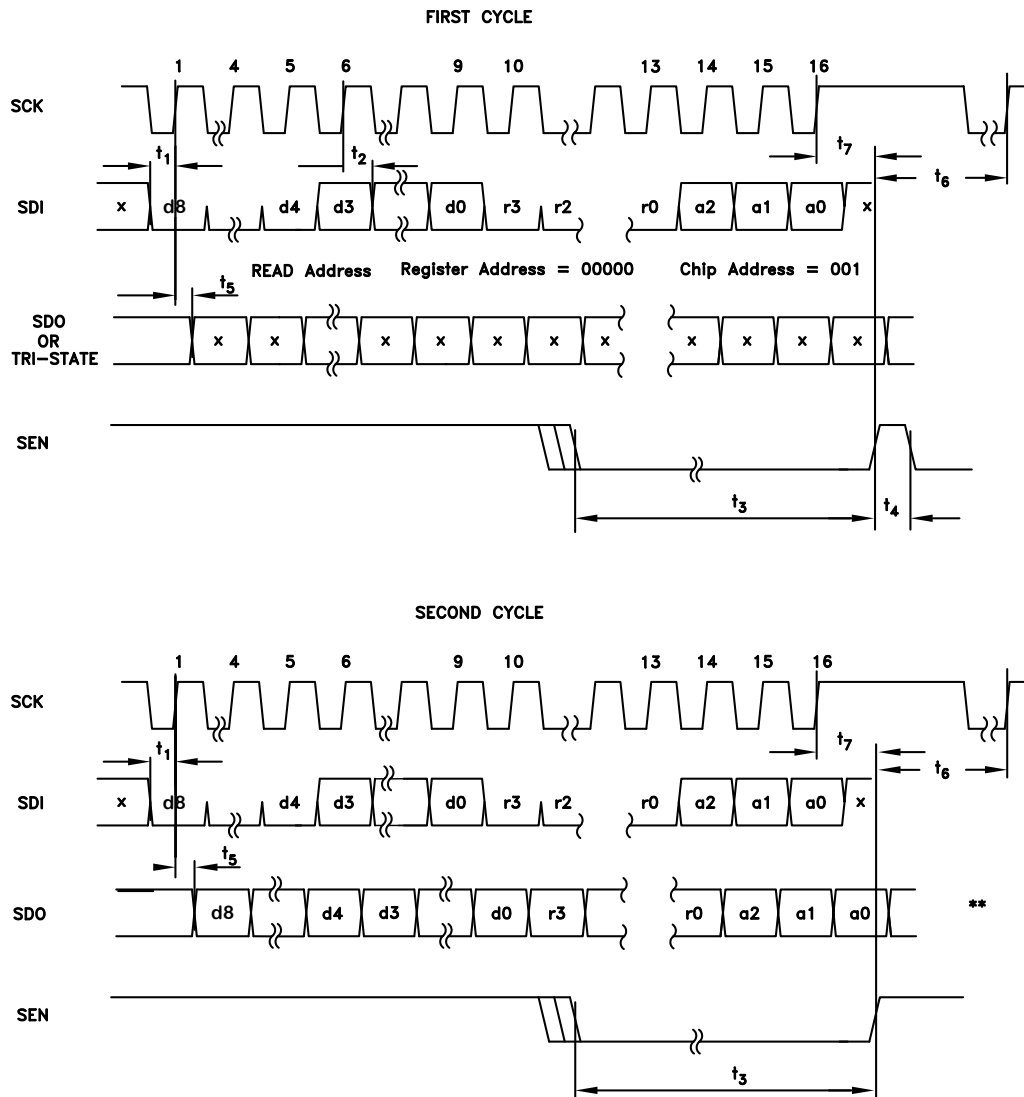 FIRST CYCLE
1 4 5 6 9 10 13 14 15 16
SCK
t1 t2 t7 t6
SDI x d8 d4 d3 d0 r3 r2 r0 a2 a1 a0 x
READ Address Register Address = 00000 Chip Address = 001
t5
SDO
OR
TRI-STATE
x x x x x x x x x x x
SEN
t3 t4
SECOND CYCLE
1 4 5 6 9 10 13 14 15 16
SCK
t1 t7 t6
SDI x d8 d4 d3 d0 r3 r2 r0 a2 a1 a0 x
t5
SDO d8 d4 d3 d0 r3 r0 a2 a1 a0 **
SEN
t3